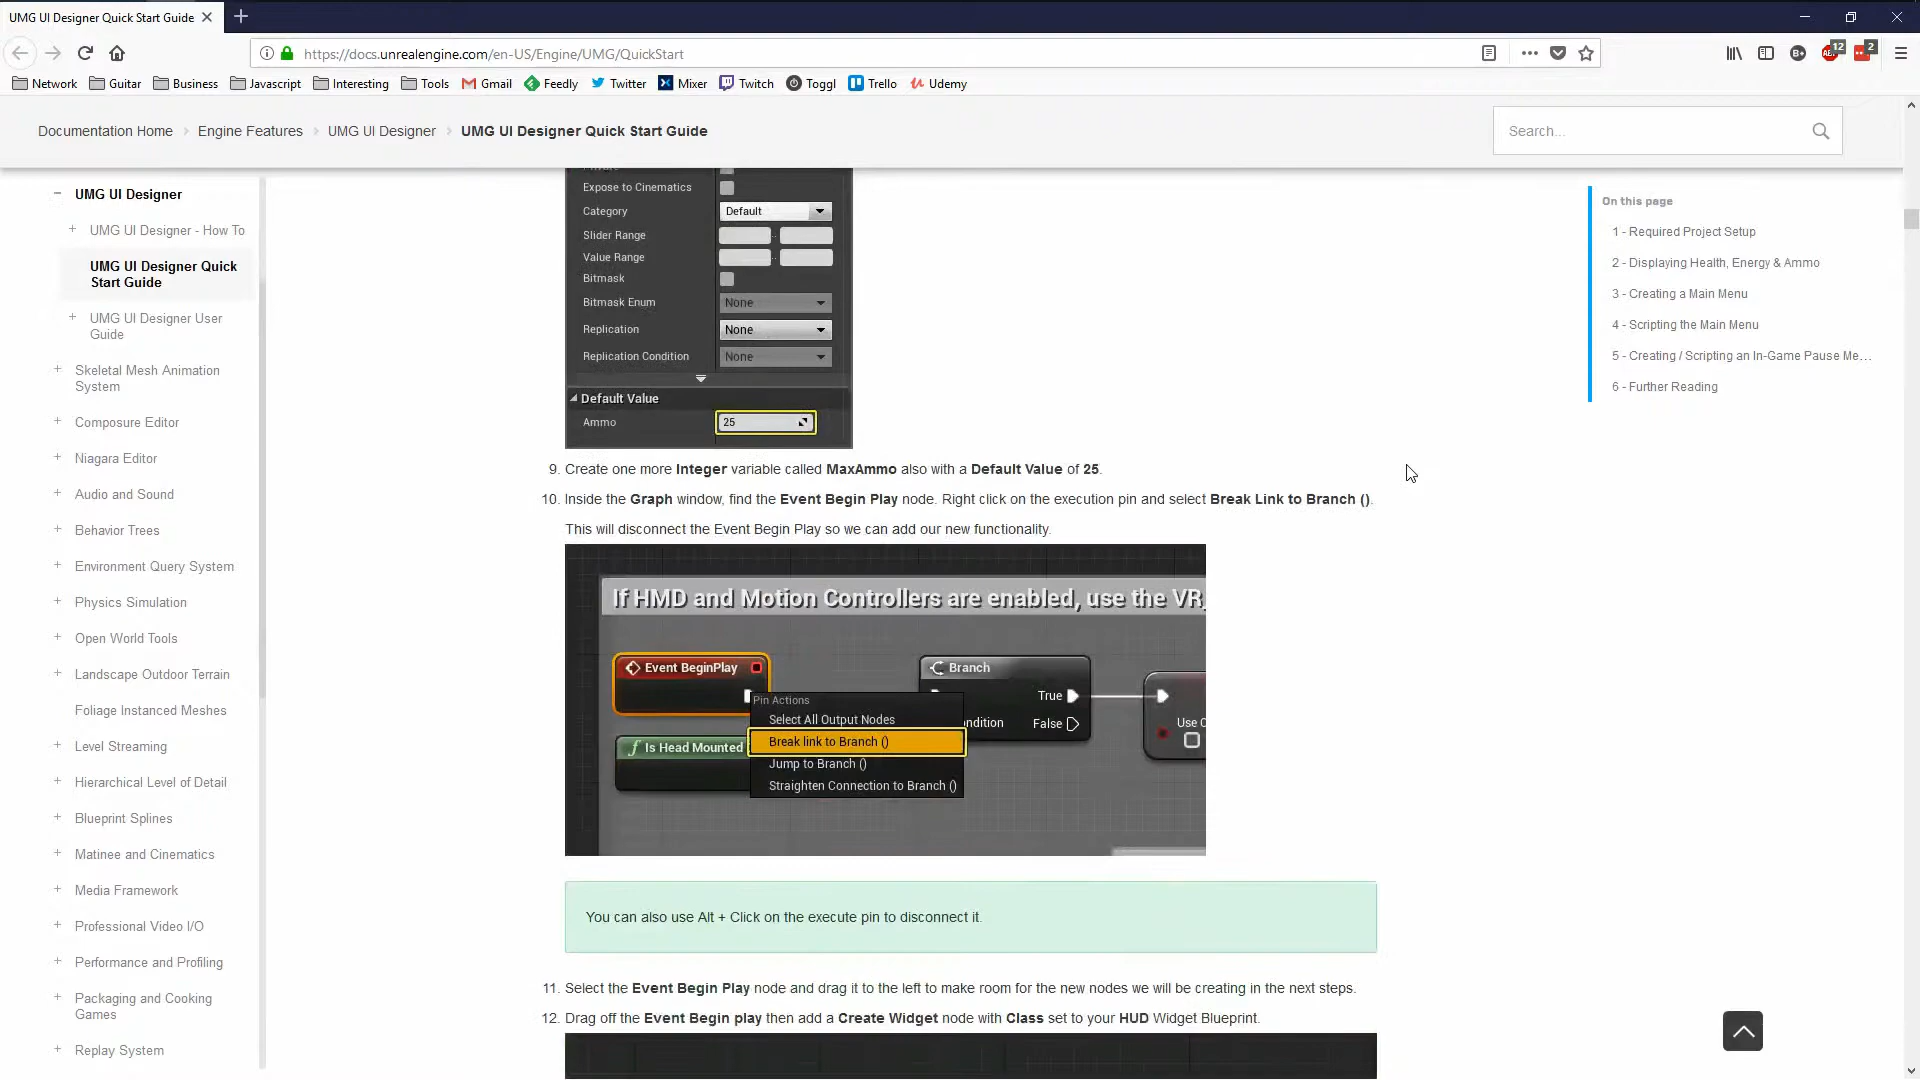 UMG UI Designer Quick Start Guide
https://docs.unrealengine.com/en-US/Engine/UMG/QuickStart
12
2
Network
Guitar
Business
Javascript
Interesting
Tools
Gmail
Feedly
Twitter
Mixer
Twitch
Toggl
Trello
Udemy
Documentation Home
Engine Features
UMG UI Designer
UMG UI Designer Quick Start Guide
Search...
UMG UI Designer
UMG UI Designer - How To
UMG UI Designer Quick
Start Guide
UMG UI Designer User
Guide
Skeletal Mesh Animation
System
Composure Editor
Niagara Editor
Audio and Sound
Behavior Trees
Environment Query System
Physics Simulation
Open World Tools
Landscape Outdoor Terrain
Foliage Instanced Meshes
Level Streaming
Hierarchical Level of Detail
Blueprint Splines
Matinee and Cinematics
Media Framework
Professional Video I/O
Performance and Profiling
Packaging and Cooking
Games
Replay System
Expose to Cinematics
Category Default
Slider Range
Value Range
Bitmask
Bitmask Enum None
Replication None
Replication Condition None
Default Value
Ammo 25
9. Create one more Integer variable called MaxAmmo also with a Default Value of 25.
10. Inside the Graph window, find the Event Begin Play node. Right click on the execution pin and select Break Link to Branch ().
This will disconnect the Event Begin Play so we can add our new functionality.
If HMD and Motion Controllers are enabled, use the VR_
Event BeginPlay
Branch
Pin Actions
True
Select All Output Nodes
ndition
False
Use C
Is Head Mounted
Break link to Branch ()
Jump to Branch ()
Straighten Connection to Branch ()
You can also use Alt + Click on the execute pin to disconnect it.
11. Select the Event Begin Play node and drag it to the left to make room for the new nodes we will be creating in the next steps.
12. Drag off the Event Begin play then add a Create Widget node with Class set to your HUD Widget Blueprint.
On this page
1 - Required Project Setup
2 - Displaying Health, Energy & Ammo
3 - Creating a Main Menu
4 - Scripting the Main Menu
5 - Creating / Scripting an In-Game Pause Me...
6 - Further Reading